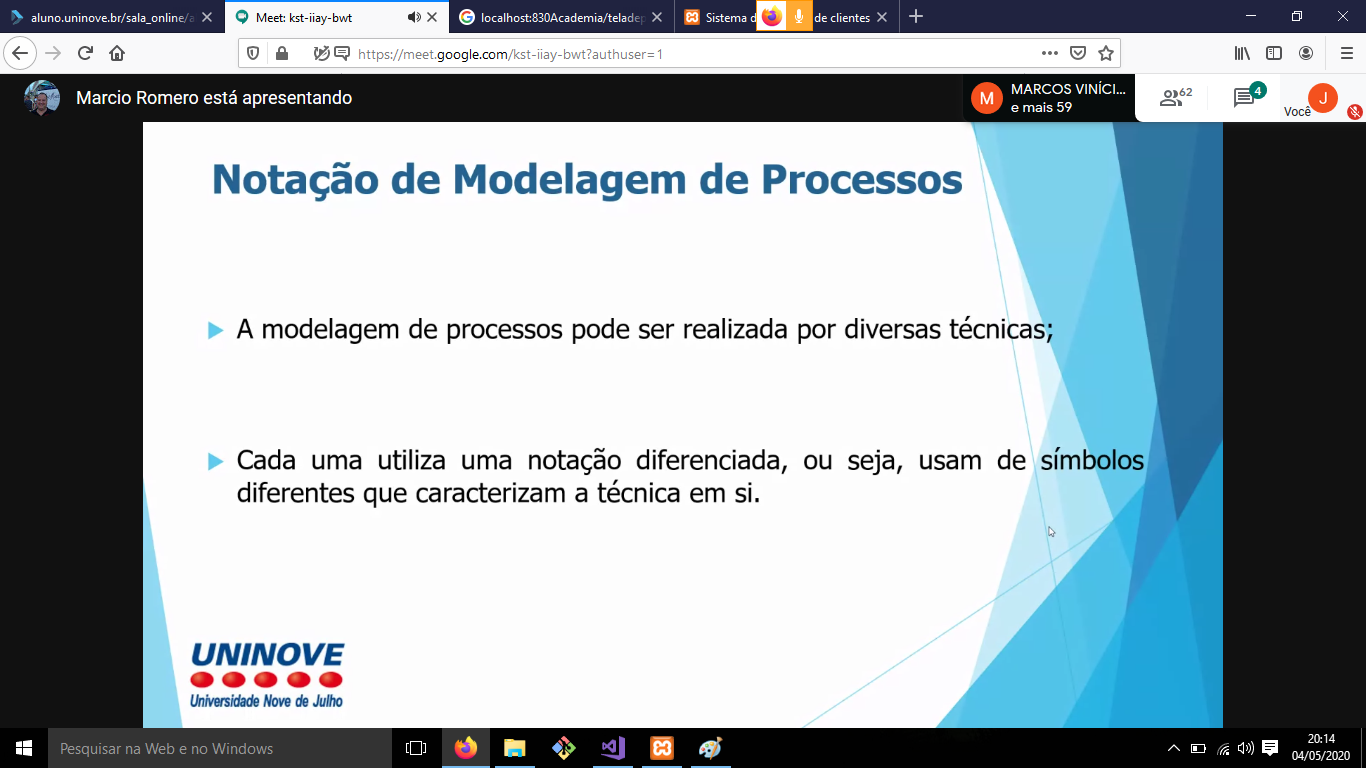 aluno.uninove.br/sala_online/a
Meet: kst-iiay-bwt
localhost:830Academia/teladep
Sistema d
de clientes
https://meet.google.com/kst-iiay-bwt?authuser=1
Marcio Romero está apresentando
M
MARCOS VINÍCI...
e mais 59
62
4
Você
J
Notação de Modelagem de Processos
A modelagem de processos pode ser realizada por diversas técnicas;
Cada uma utiliza uma notação diferenciada, ou seja, usam de símbolos
diferentes que caracterizam a técnica em si.
UNINOVE
Universidade Nove de Julho
Pesquisar na Web e no Windows
20:14
04/05/2020